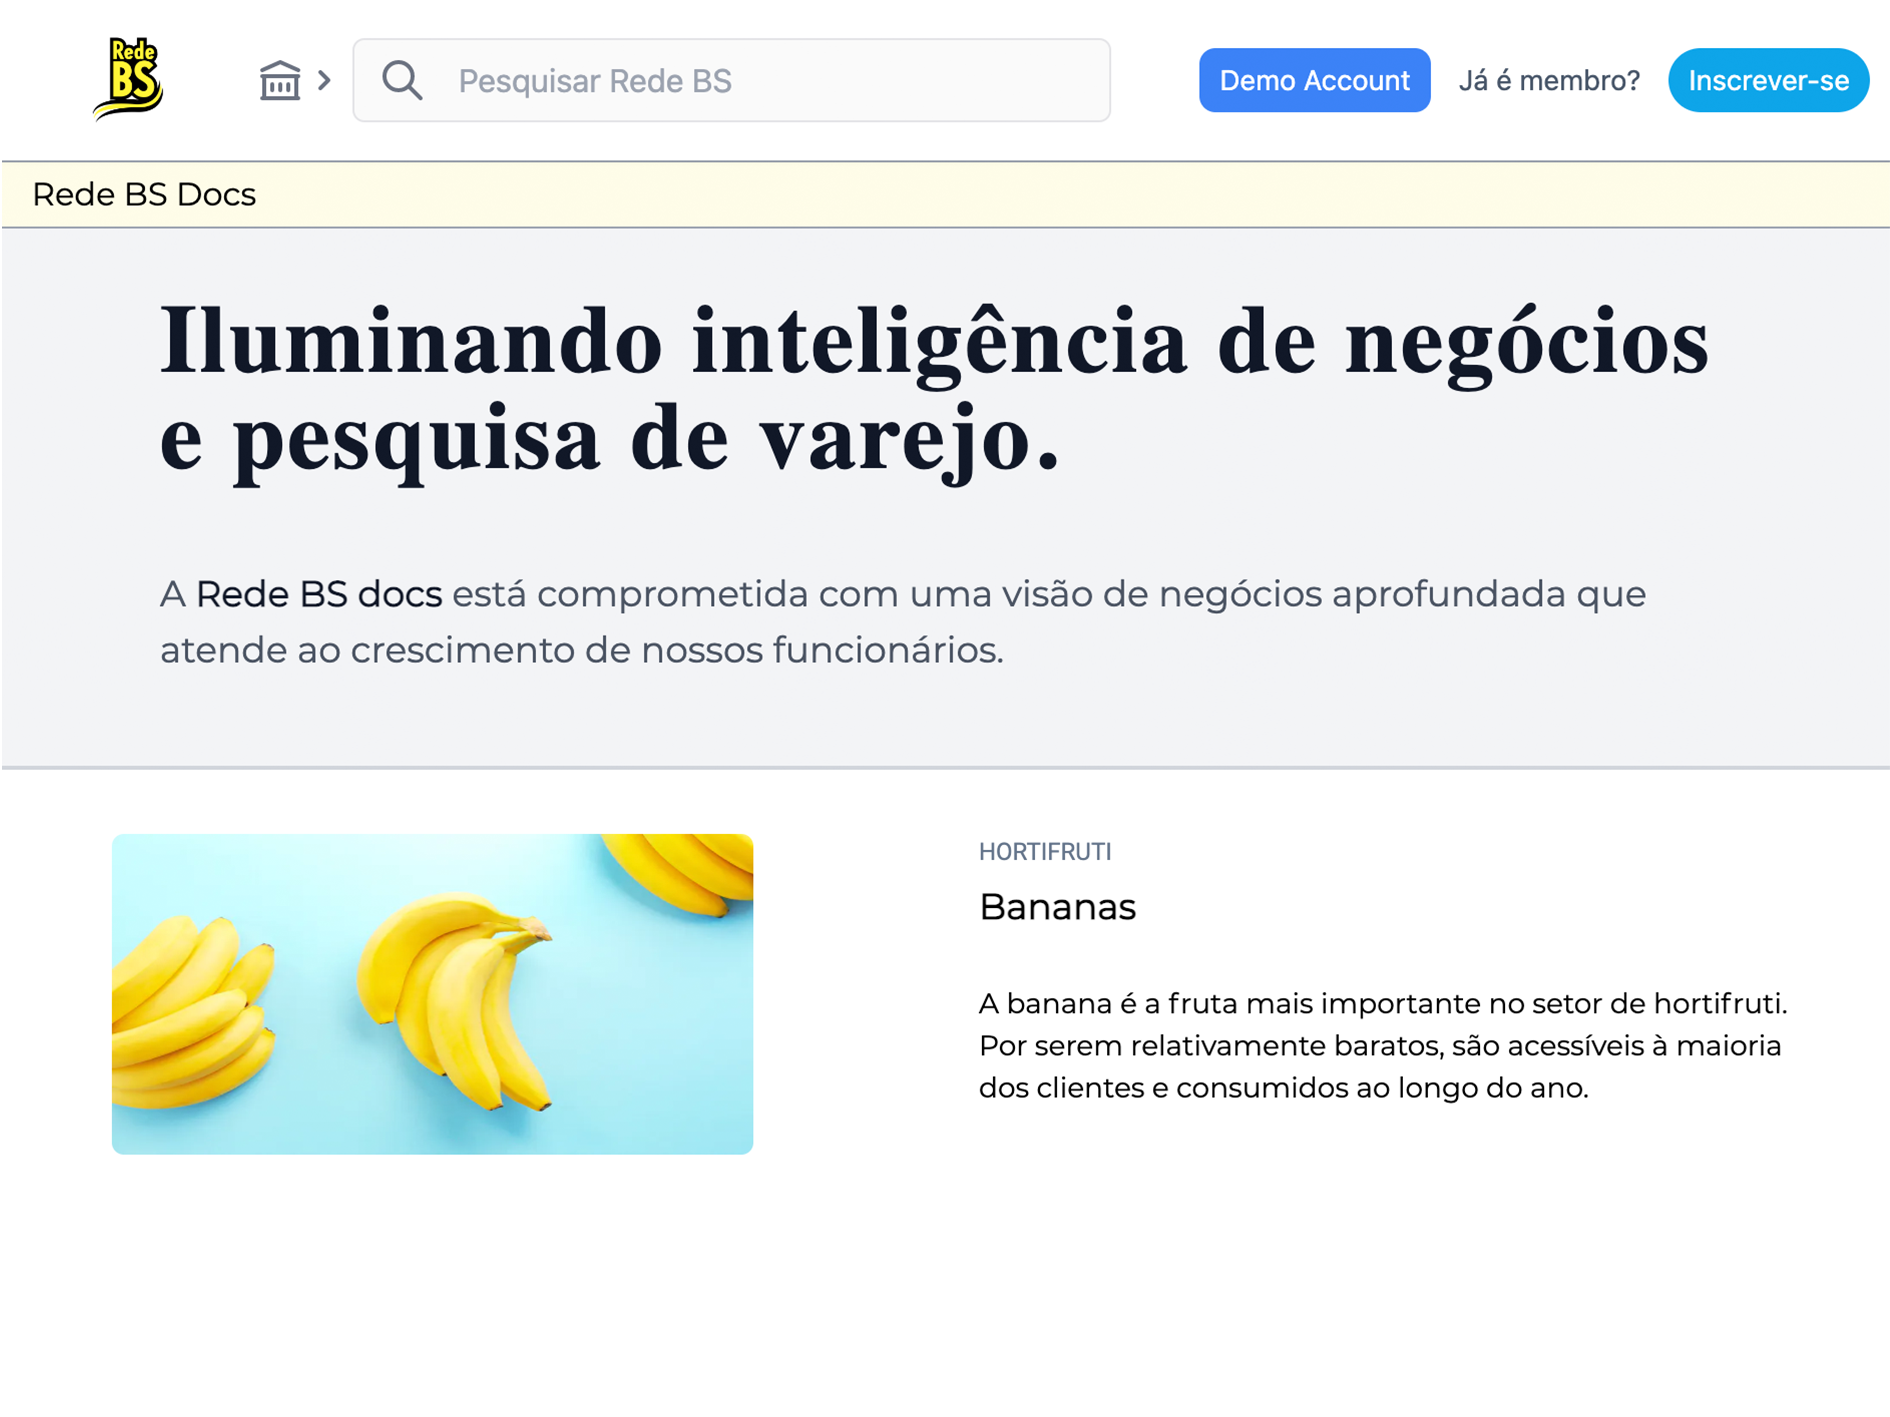 Rede
BS
Pesquisar Rede BS
Demo Account
Já é membro?
Inscrever-se
Rede BS Docs
Iluminando inteligência de negócios
e pesquisa de varejo.
A Rede BS docs está comprometida com uma visão de negócios aprofundada que
atende ao crescimento de nossos funcionários.
HORTIFRUTI
Bananas
A banana é a fruta mais importante no setor de hortifruti.
Por serem relativamente baratos, são acessíveis à maioria
dos clientes e consumidos ao longo do ano.